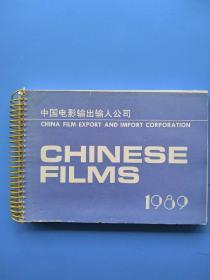 中国电影输出输入公司
CHINA FILM EXPORT AND IMPORT CORPORATION
CHINESE
FILMS
1989